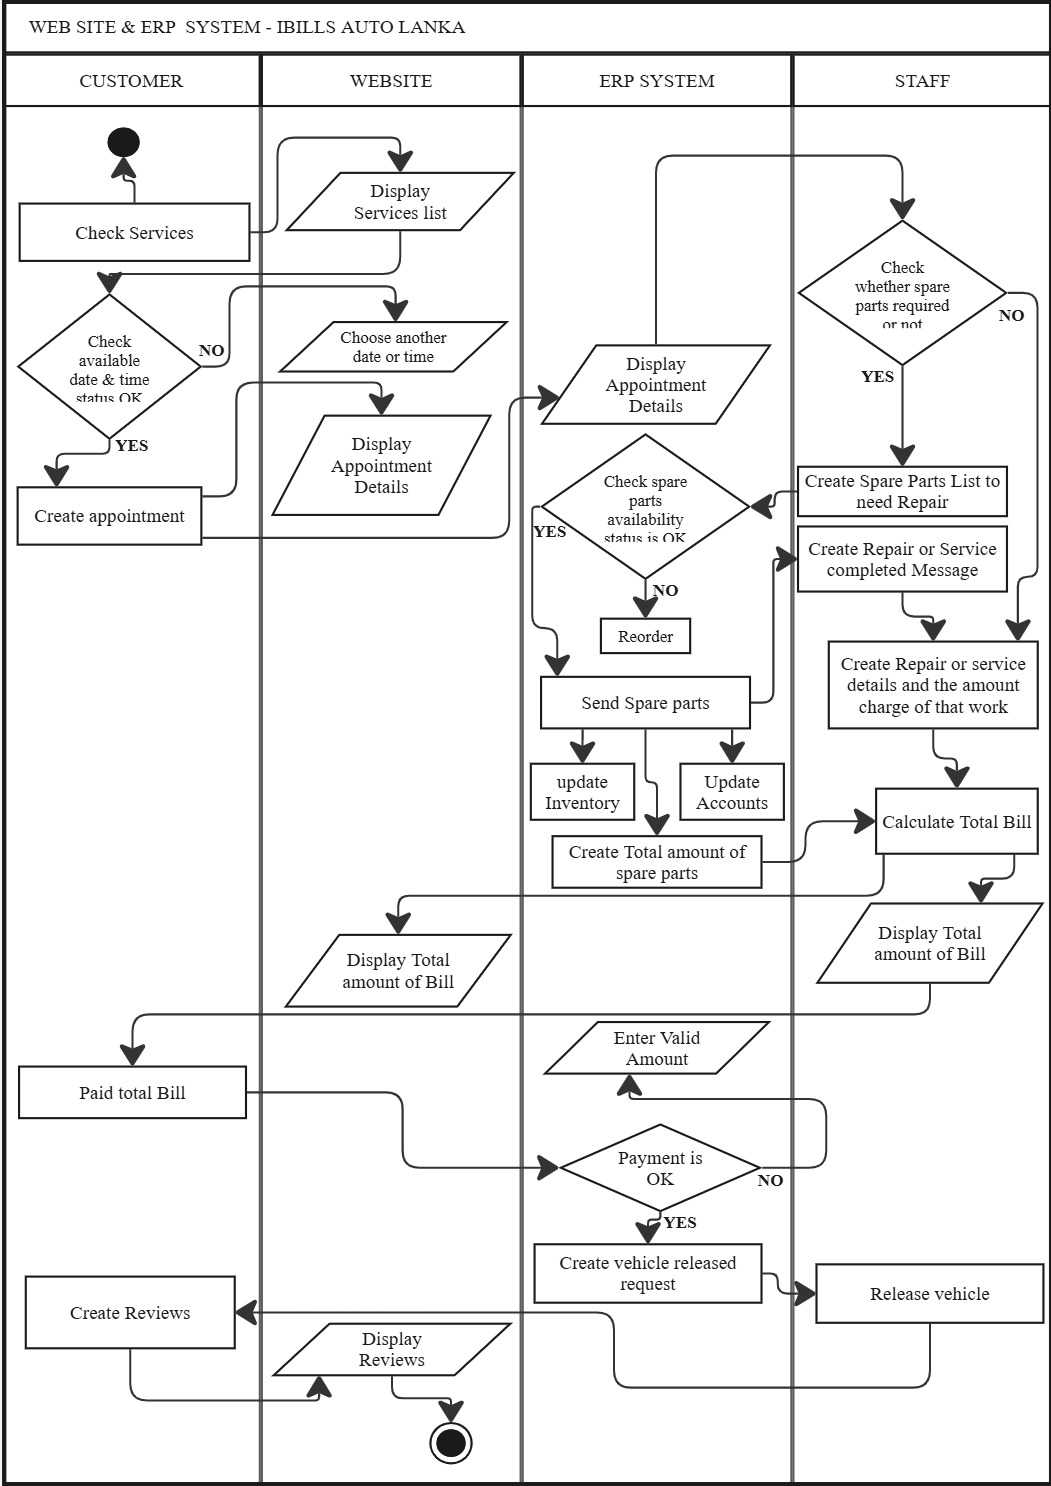 WEB SITE & ERP SYSTEM - IBILLS AUTO LANKA
CUSTOMER
WEBSITE
ERP SYSTEM
STAFF
Check Services
Display
Services list
Check
whether spare
parts required
or not
NO
YES
Check
available
date & time
status OK
NO
YES
Choose another
date or time
Display
Appointment
Details
Display
Appointment
Details
Create appointment
Check spare
parts
availability
status is OK
YES
NO
Create Spare Parts List to
need Repair
Create Repair or Service
completed Message
Reorder
Create Repair or service
details and the amount
charge of that work
Send Spare parts
update
Inventory
Update
Accounts
Calculate Total Bill
Create Total amount of
spare parts
Display Total
amount of Bill
Display Total
amount of Bill
Enter Valid
Amount
Paid total Bill
Payment is
OK
NO
YES
Create vehicle released
request
Release vehicle
Create Reviews
Display
Reviews